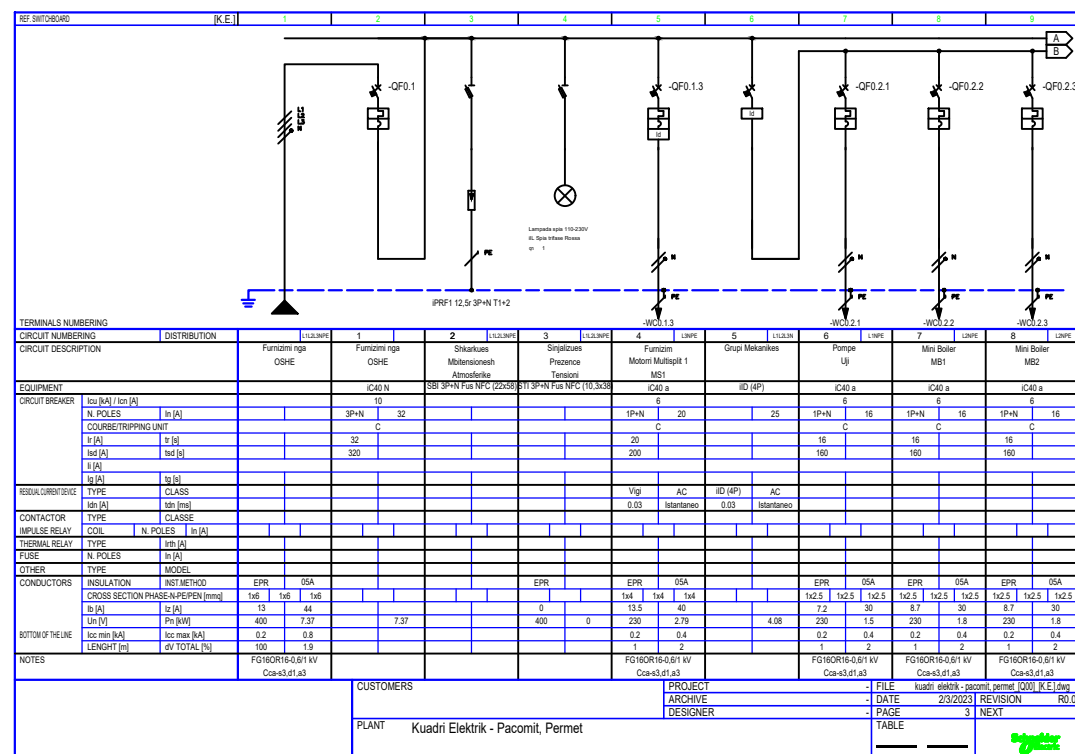 REF. SWITCHBOARD [K.E.] 1 2 3 4 5 6 7 8 9
A
B
-QF0.1 -QF0.1.3 -QF0.2.1 -QF0.2.2 -QF0.2.3
Id
Id
Lampada spia 110-230V
iIL Spia trifase Rossa
qn 1
N N N N
PE
PE PE PE PE
iPRF1 12,5r 3P+N T1+2
TERMINALS NUMBERING -WC0.1.3 -WC0.2.1 -WC0.2.2 -WC0.2.3
CIRCUIT NUMBERING DISTRIBUTION L1L2L3NPE 1 2 L1L2L3NPE 3 L1L2L3NPE 4 L3NPE 5 L1L2L3N 6 L1NPE 7 L2NPE 8 L2NPE
CIRCUIT DESCRIPTION Furnizimi nga Furnizimi nga Shkarkues Sinjalizues Furnizim Grupi Mekanikes Pompe Mini Boiler Mini Boiler
OSHE OSHE Mbitensionesh Prezence Motorri Multisplit 1 Uji MB1 MB2
Atmosferike Tensioni MS1
EQUIPMENT iC40 N SBI 3P+N Fus NFC (22x58) STI 3P+N Fus NFC (10,3x38 iC40 a iID (4P) iC40 a iC40 a iC40 a
CIRCUIT BREAKER Icu [kA] / Icn [A] 10 6 6 6 6
N. POLES In [A] 3P+N 32 1P+N 20 25 1P+N 16 1P+N 16 1P+N 16
COURBE/TRIPPING UNIT C C C C C
Ir [A] tr [s] 32 20 16 16 16
Isd [A] tsd [s] 320 200 160 160 160
Ii [A]
Ig [A] tg [s]
RESIDUAL CURRENT DEVICE TYPE CLASS Vigi AC iID (4P) AC
Idn [A] tdn [ms] 0.03 Istantaneo 0.03 Istantaneo
CONTACTOR TYPE CLASSE
IMPULSE RELAY COIL N. POLES In [A]
THERMAL RELAY TYPE Irth [A]
FUSE N. POLES In [A]
OTHER TYPE MODEL
CONDUCTORS INSULATION INST.METHOD EPR 05A EPR EPR 05A EPR 05A EPR 05A EPR 05A
CROSS SECTION PHASE-N-PE/PEN [mmq] 1x6 1x6 1x6 1x4 1x4 1x4 1x2.5 1x2.5 1x2.5 1x2.5 1x2.5 1x2.5 1x2.5 1x2.5 1x2.5
Ib [A] Iz [A] 13 44 0 13.5 40 7.2 30 8.7 30 8.7 30
Un [V] Pn [kW] 400 7.37 7.37 400 0 230 2.79 4.08 230 1.5 230 1.8 230 1.8
BOTTOM OF THE LINE Icc min [kA] Icc max [kA] 0.2 0.8 0.2 0.4 0.2 0.4 0.2 0.4 0.2 0.4
LENGHT [m] dV TOTAL [%] 100 1.9 1 2 1 2 1 2 1 2
NOTES FG16OR16-0,6/1 kV FG16OR16-0,6/1 kV FG16OR16-0,6/1 kV FG16OR16-0,6/1 kV FG16OR16-0,6/1 kV
Cca-s3,d1,a3 Cca-s3,d1,a3 Cca-s3,d1,a3 Cca-s3,d1,a3 Cca-s3,d1,a3
CUSTOMERS PROJECT - FILE kuadri elektrik - pacomit, permet_[Q00]_[K.E.].dwg
ARCHIVE - DATE 2/3/2023 REVISION R0.0
DESIGNER - PAGE 3 NEXT
PLANT Kuadri Elektrik - Pacomit, Permet TABLE
Schneider Electric